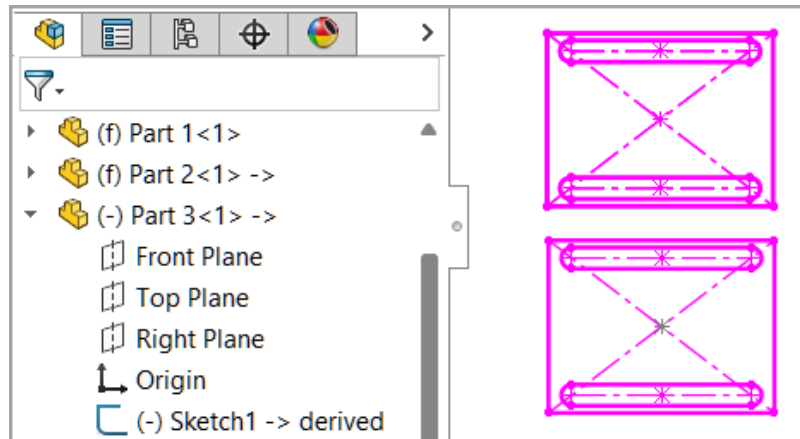 (f) Part 1<1>
(f) Part 2<1> ->
(-) Part 3<1> ->
Front Plane
Top Plane
Right Plane
Origin
(-) Sketch1 -> derived